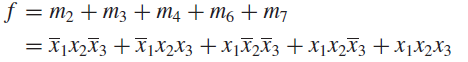 f = m₂ + m₃ + m₄ + m₆ + m₇
= x̅₁x₂x̅₃ + x̅₁x₂x₃ + x₁x̅₂x̅₃ + x₁x₂x̅₃ + x₁x₂x₃